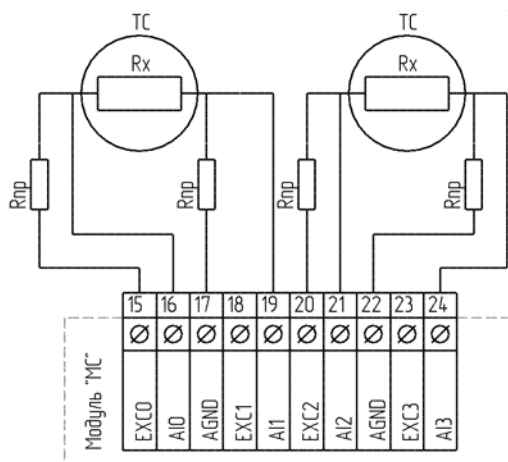 TC TC
Rx Rx
Rпр Rпр Rпр Rпр
15 16 17 18 19 20 21 22 23 24
Модуль "МС"
EXC0
AI0
AGND
EXC1
AI1
EXC2
AI2
AGND
EXC3
AI3